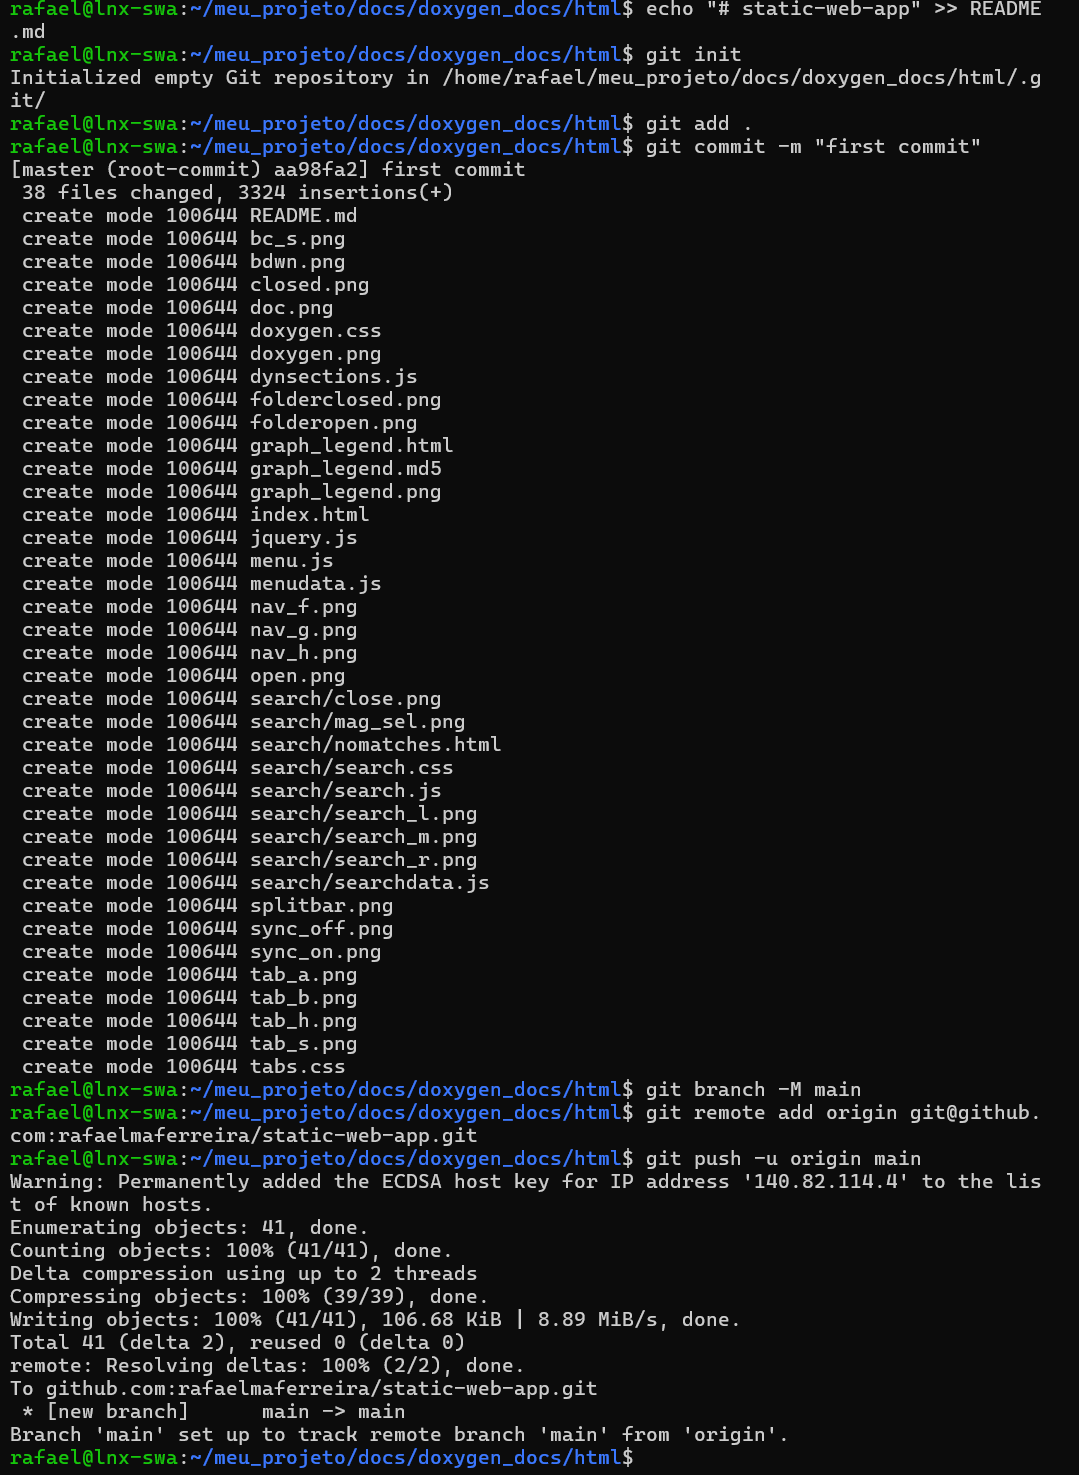 rafael@lnx-swa:~/meu_projeto/docs/doxygen_docs/html$ echo "# static-web-app" >> README
.md
rafael@lnx-swa:~/meu_projeto/docs/doxygen_docs/html$ git init
Initialized empty Git repository in /home/rafael/meu_projeto/docs/doxygen_docs/html/.g
it/
rafael@lnx-swa:~/meu_projeto/docs/doxygen_docs/html$ git add .
rafael@lnx-swa:~/meu_projeto/docs/doxygen_docs/html$ git commit -m "first commit"
[master (root-commit) aa98fa2] first commit
 38 files changed, 3324 insertions(+)
 create mode 100644 README.md
 create mode 100644 bc_s.png
 create mode 100644 bdwn.png
 create mode 100644 closed.png
 create mode 100644 doc.png
 create mode 100644 doxygen.css
 create mode 100644 doxygen.png
 create mode 100644 dynsections.js
 create mode 100644 folderclosed.png
 create mode 100644 folderopen.png
 create mode 100644 graph_legend.html
 create mode 100644 graph_legend.md5
 create mode 100644 graph_legend.png
 create mode 100644 index.html
 create mode 100644 jquery.js
 create mode 100644 menu.js
 create mode 100644 menudata.js
 create mode 100644 nav_f.png
 create mode 100644 nav_g.png
 create mode 100644 nav_h.png
 create mode 100644 open.png
 create mode 100644 search/close.png
 create mode 100644 search/mag_sel.png
 create mode 100644 search/nomatches.html
 create mode 100644 search/search.css
 create mode 100644 search/search.js
 create mode 100644 search/search_l.png
 create mode 100644 search/search_m.png
 create mode 100644 search/search_r.png
 create mode 100644 search/searchdata.js
 create mode 100644 splitbar.png
 create mode 100644 sync_off.png
 create mode 100644 sync_on.png
 create mode 100644 tab_a.png
 create mode 100644 tab_b.png
 create mode 100644 tab_h.png
 create mode 100644 tab_s.png
 create mode 100644 tabs.css
rafael@lnx-swa:~/meu_projeto/docs/doxygen_docs/html$ git branch -M main
rafael@lnx-swa:~/meu_projeto/docs/doxygen_docs/html$ git remote add origin git@github.
com:rafaelmaferreira/static-web-app.git
rafael@lnx-swa:~/meu_projeto/docs/doxygen_docs/html$ git push -u origin main
Warning: Permanently added the ECDSA host key for IP address '140.82.114.4' to the lis
t of known hosts.
Enumerating objects: 41, done.
Counting objects: 100% (41/41), done.
Delta compression using up to 2 threads
Compressing objects: 100% (39/39), done.
Writing objects: 100% (41/41), 106.68 KiB | 8.89 MiB/s, done.
Total 41 (delta 2), reused 0 (delta 0)
remote: Resolving deltas: 100% (2/2), done.
To github.com:rafaelmaferreira/static-web-app.git
 * [new branch]      main -> main
Branch 'main' set up to track remote branch 'main' from 'origin'.
rafael@lnx-swa:~/meu_projeto/docs/doxygen_docs/html$